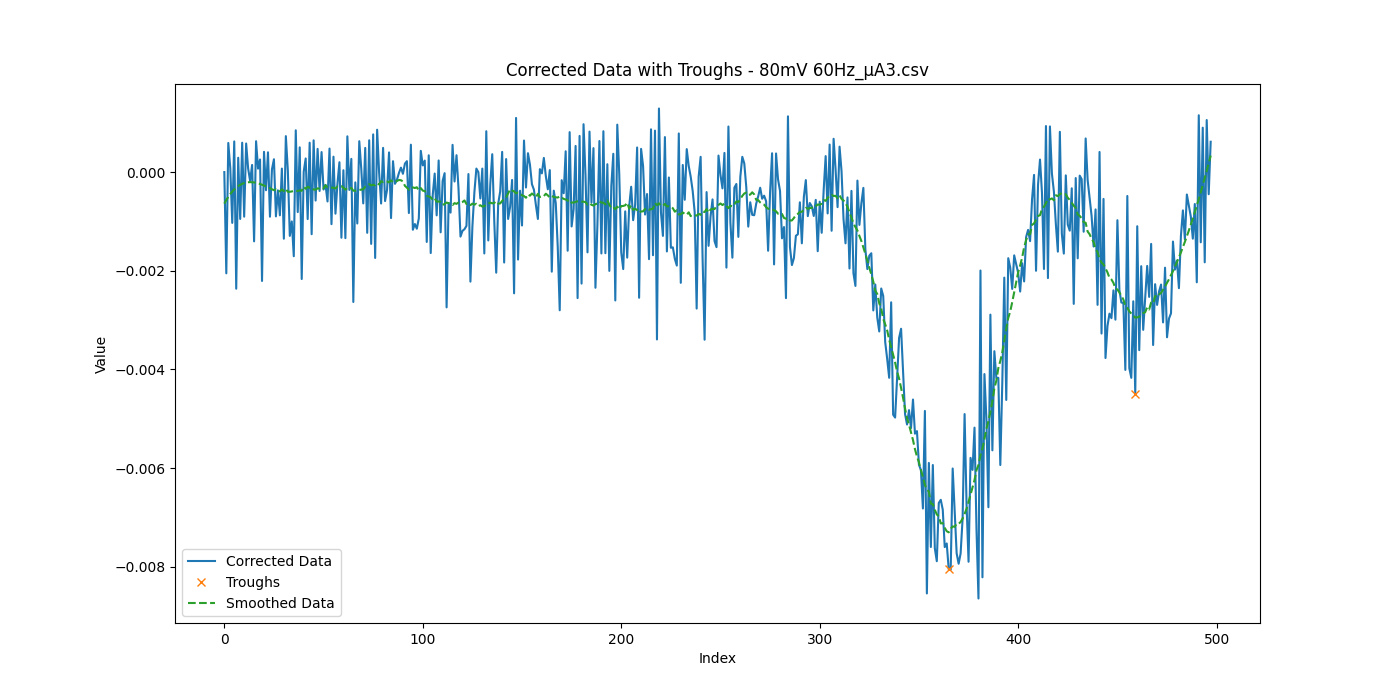 Corrected Data with Troughs - 80mV 60Hz_μA3.csv
0.000
−0.002
−0.004
−0.006
−0.008
Value
Corrected Data
Troughs
Smoothed Data
0 100 200 300 400 500
Index